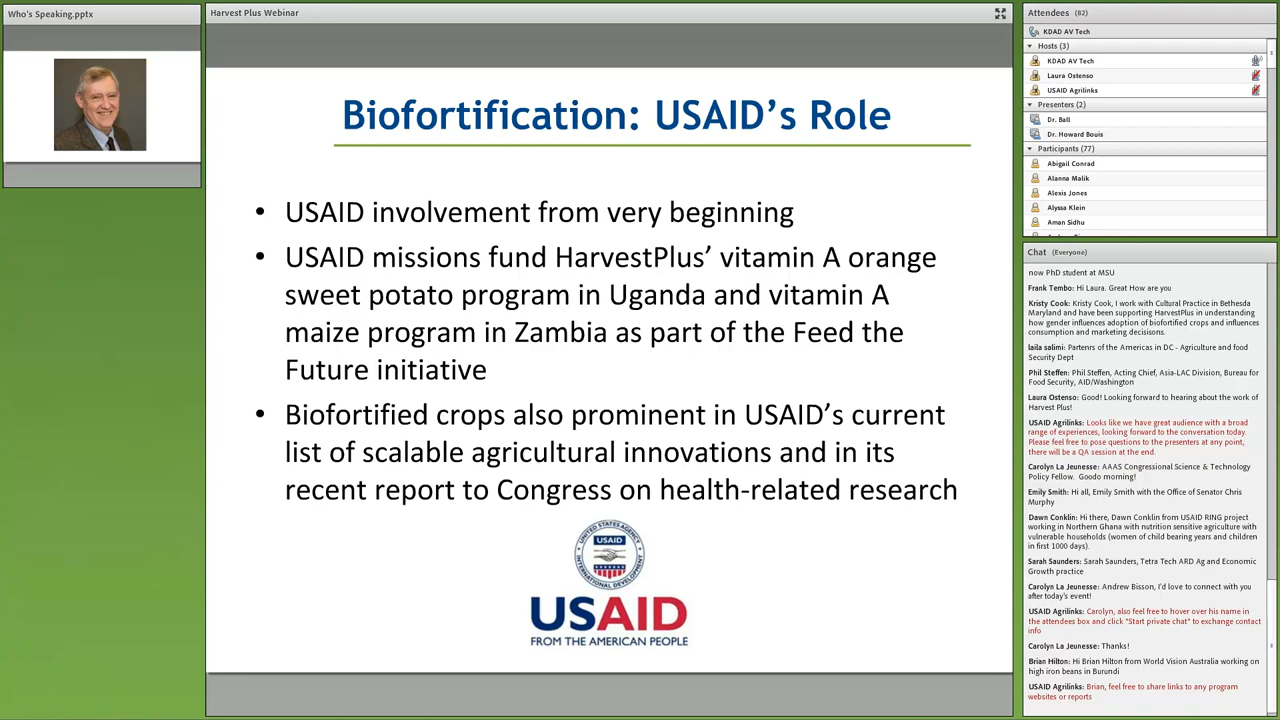 Who's Speaking.pptx
Harvest Plus Webinar
Biofortification: USAID's Role
• USAID involvement from very beginning
• USAID missions fund HarvestPlus' vitamin A orange
sweet potato program in Uganda and vitamin A
maize program in Zambia as part of the Feed the
Future initiative
• Biofortified crops also prominent in USAID's current
list of scalable agricultural innovations and in its
recent report to Congress on health-related research
UNITED STATES AGENCY
USAID
INTERNATIONAL DEVELOPMENT
USAID
FROM THE AMERICAN PEOPLE
Attendees (82)
KDAD AV Tech
Hosts (3)
KDAD AV Tech
Laura Ostenso
USAID Agrilinks
Presenters (2)
Dr. Ball
Dr. Howard Bouis
Participants (77)
Abigail Conrad
Alanna Malik
Alexis Jones
Alyssa Klein
Aman Sidhu
Chat (Everyone)
now PhD student at MSU
Frank Tembo: Hi Laura. Great How are you
Kristy Cook: Kristy Cook, I work with Cultural Practice in Bethesda
Maryland and have been supporting HarvestPlus in understanding
how gender influences adoption of biofortified crops and influences
consumption and marketing decisions.
laila salimi: Partenrs of the Americas in DC - Agriculture and food
Security Dept
Phil Steffen: Phil Steffen, Acting Chief, Asia-LAC Division, Bureau for
Food Security, AID/Washington
Laura Ostenso: Good! Looking forward to hearing about the work of
Harvest Plus!
USAID Agrilinks: Looks like we have great audience with a broad
range of experiences, looking forward to the conversation today.
Please feel free to pose questions to the presenters at any point,
there will be a QA session at the end.
Carolyn La Jeunesse: AAAS Congressional Science & Technology
Policy Fellow. Goodo morning!
Emily Smith: Hi all, Emily Smith with the Office of Senator Chris
Murphy
Dawn Conklin: Hi there, Dawn Conklin from USAID RING project
working in Northern Ghana with nutrition sensitive agriculture with
vulnerable households (women of child bearing years and children
in first 1000 days).
Sarah Saunders: Sarah Saunders, Tetra Tech ARD Ag and Economic
Growth practice
Carolyn La Jeunesse: Andrew Bisson, I'd love to connect with you
after today's event!
USAID Agrilinks: Carolyn, also feel free to hover over his name in
the attendees box and click "Start private chat" to exchange contact
info
Carolyn La Jeunesse: Thanks!
Brian Hilton: Hi Brian Hilton from World Vision Australia working on
high iron beans in Burundi
USAID Agrilinks: Brian, feel free to share links to any program
websites or reports